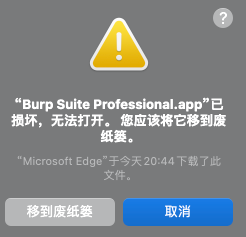 ?
“Burp Suite Professional.app”已
损坏，无法打开。 您应该将它移到废
纸篓。
“Microsoft Edge”于今天20:44下载了此
文件。
移到废纸篓
取消